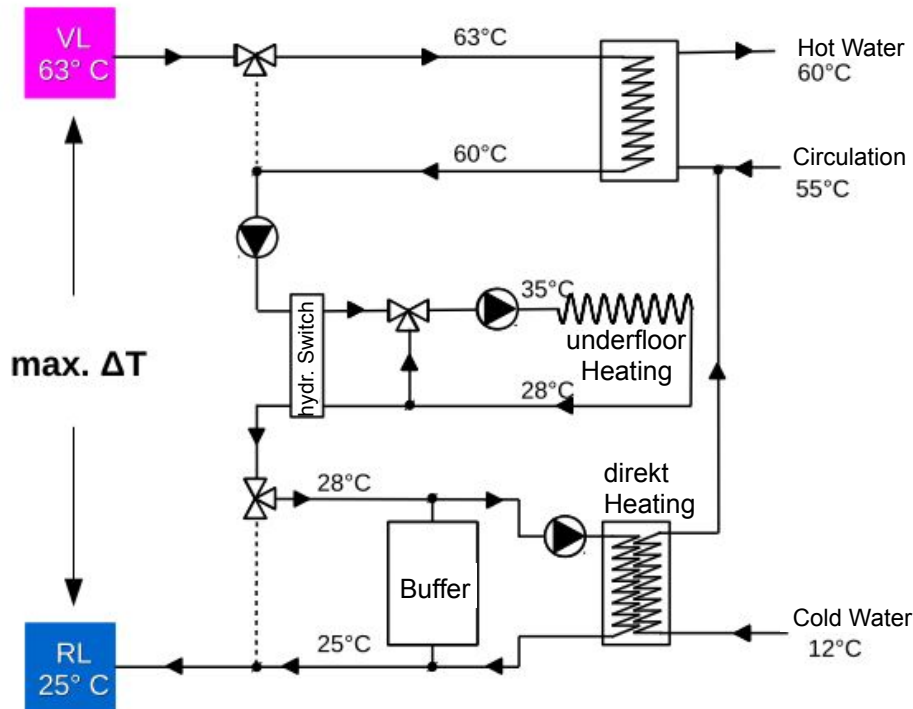 VL
63° C
63°C
Hot Water
60°C
60°C
Circulation
55°C
max. ΔT
hydr. Switch
35°C
underfloor
Heating
28°C
28°C
direkt
Heating
Buffer
25°C
Cold Water
12°C
RL
25° C